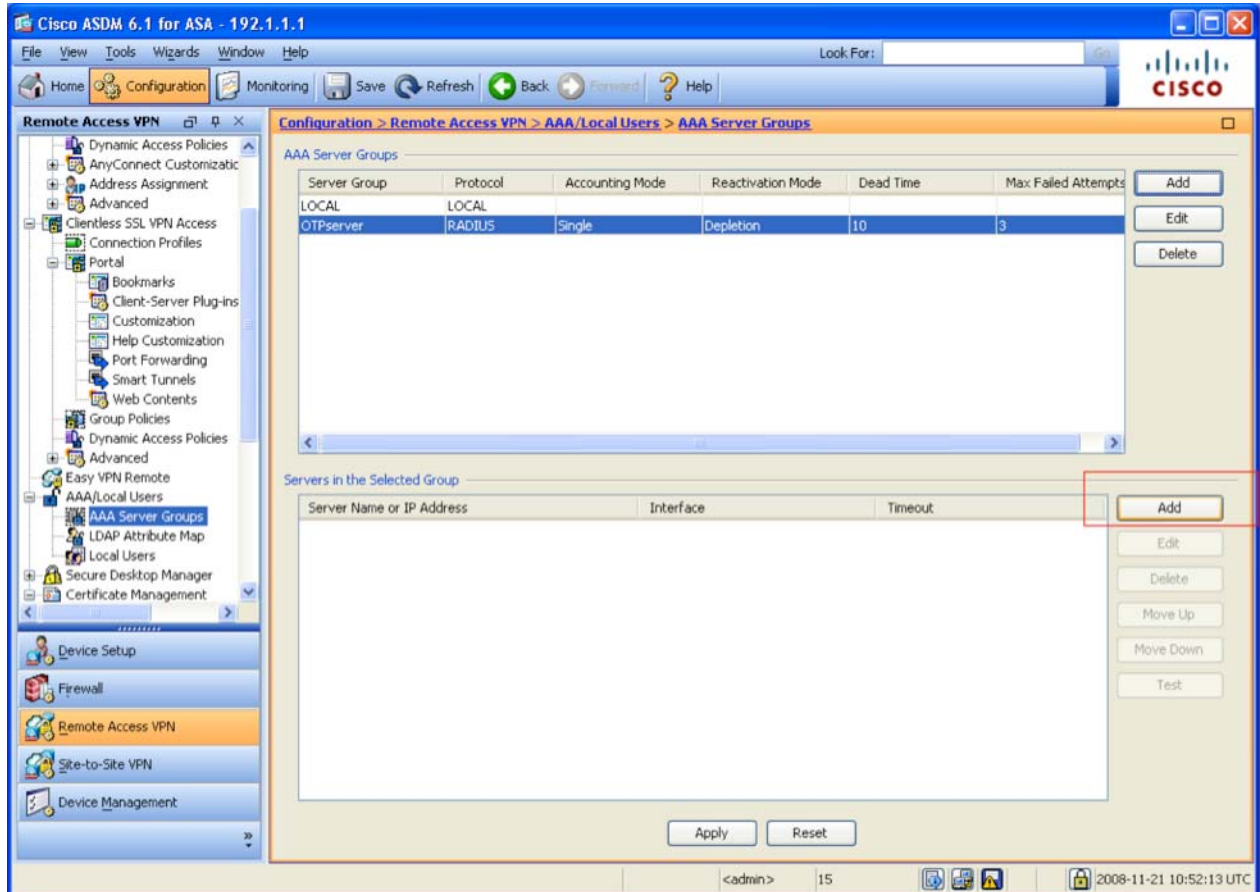 Cisco ASDM 6.1 for ASA - 192.1.1.1
File View Tools Wizards Window Help
Look For:
Go
Home Configuration Monitoring Save Refresh Back Forward Help
CISCO
Remote Access VPN
Dynamic Access Policies
AnyConnect Customizatic
Address Assignment
Advanced
Clientless SSL VPN Access
Connection Profiles
Portal
Bookmarks
Client-Server Plug-ins
Customization
Help Customization
Port Forwarding
Smart Tunnels
Web Contents
Group Policies
Dynamic Access Policies
Advanced
Easy VPN Remote
AAA/Local Users
AAA Server Groups
LDAP Attribute Map
Local Users
Secure Desktop Manager
Certificate Management
Device Setup
Firewall
Remote Access VPN
Site-to-Site VPN
Device Management
Configuration > Remote Access VPN > AAA/Local Users > AAA Server Groups
AAA Server Groups
Server Group Protocol Accounting Mode Reactivation Mode Dead Time Max Failed Attempts
LOCAL LOCAL
OTPserver RADIUS Single Depletion 10 3
Add
Edit
Delete
Servers in the Selected Group
Server Name or IP Address Interface Timeout
Add
Edit
Delete
Move Up
Move Down
Test
Apply Reset
<admin> 15 2008-11-21 10:52:13 UTC